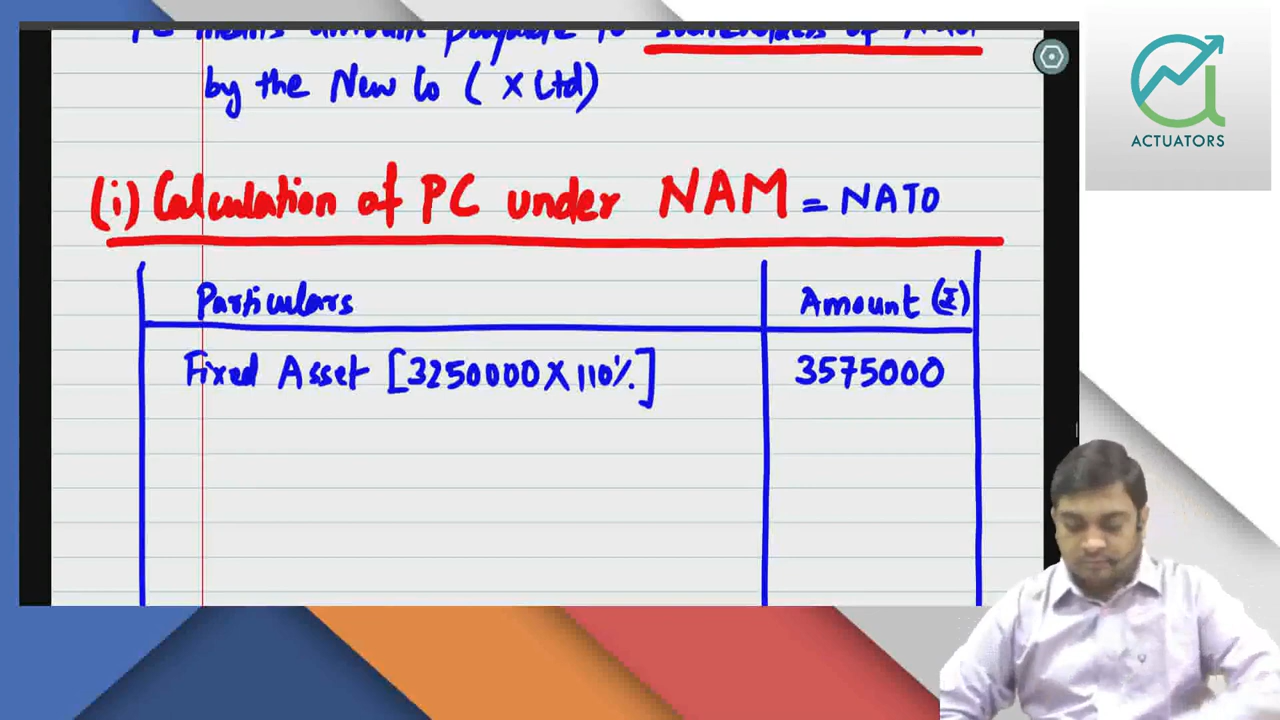 by the New Co ( X Ltd)
ACTUATORS
(i) Calculation of PC under NAM = NATO
Particulars Amount (₹)
Fixed Asset [3250000 X 110%] 3575000